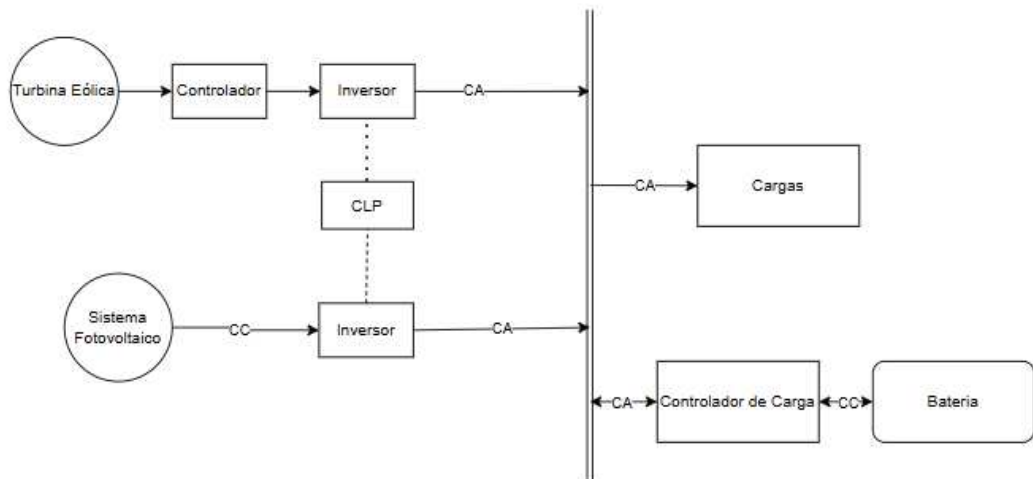 Turbina Eólica
Controlador
Inversor
CA
CLP
Cargas
CA
Sistema
Fotovoltaico
CC
Inversor
CA
CA
Controlador de Carga
CC
Bateria